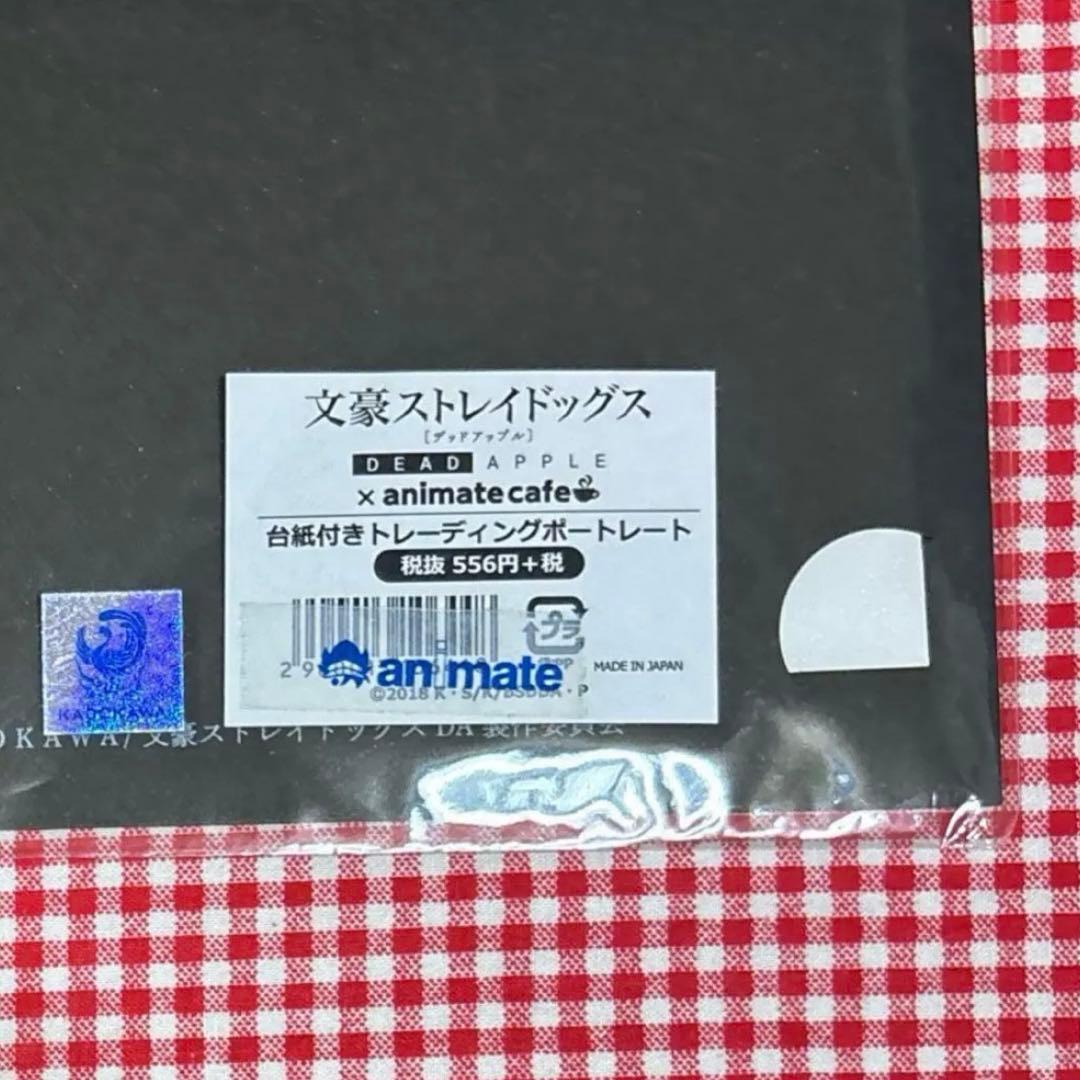 文豪ストレイドッグス
[デッドアップル]
DEAD APPLE
× animatecafe
台紙付きトレーディングポートレート
税抜 556円+税
プラ
animate
MADE IN JAPAN
©2018 K・S/K/BSDDA・P
KADOKAWA
OKAWA/文豪ストレイドッグス DA 製作委員会